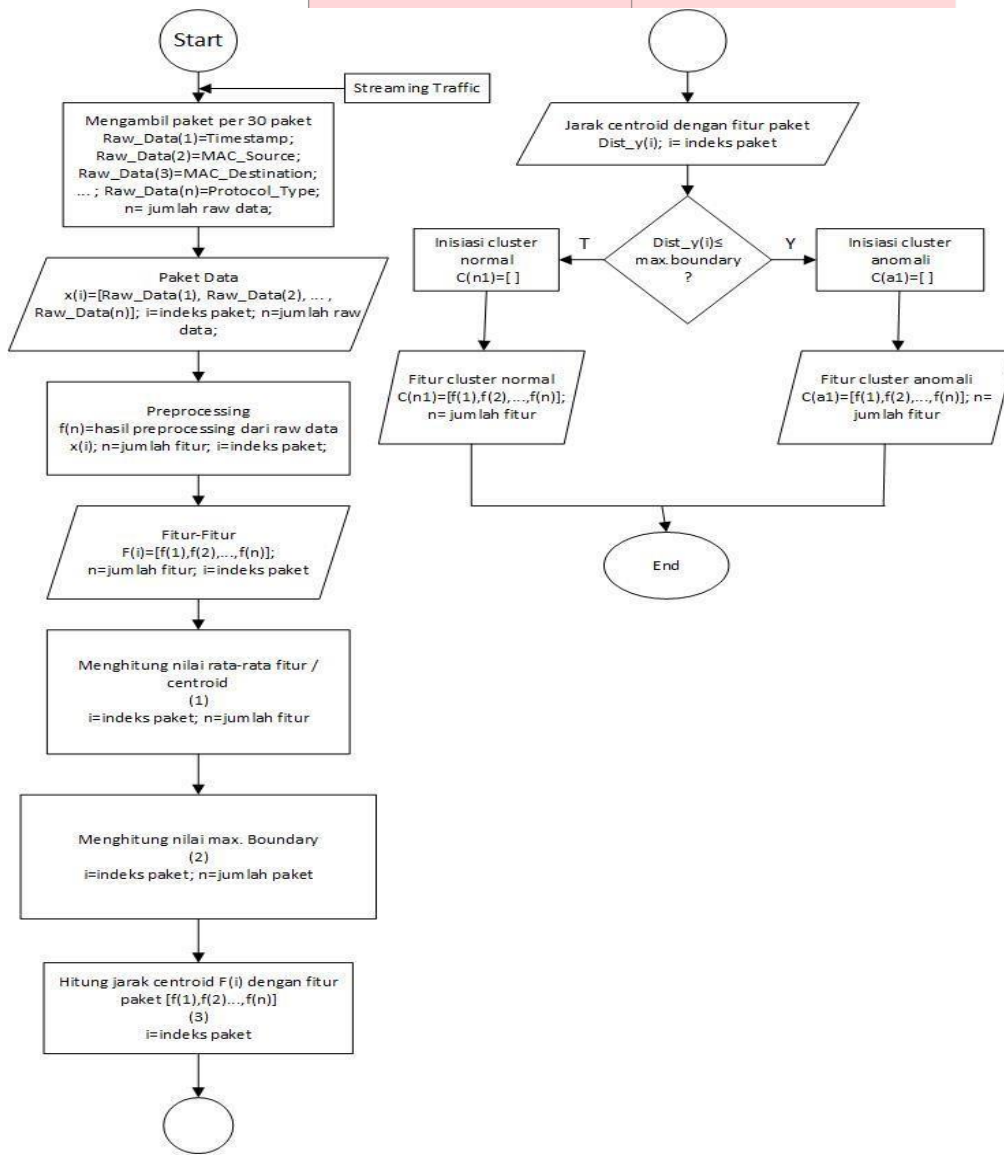 Start
Streaming Traffic
Mengambil paket per 30 paket
Raw_Data(1)=Timestamp;
Raw_Data(2)=MAC_Source;
Raw_Data(3)=MAC_Destination;
... ; Raw_Data(n)=Protocol_Type;
n= jumlah raw data;
Paket Data
x(i)=[Raw_Data(1), Raw_Data(2), ... ,
Raw_Data(n)]; i=indeks paket; n=jumlah raw
data;
Preprocessing
f(n)=hasil preprocessing dari raw data
x(i); n=jumlah fitur; i=indeks paket;
Fitur-Fitur
F(i)=[f(1),f(2),...,f(n)];
n=jumlah fitur; i=indeks paket
Menghitung nilai rata-rata fitur /
centroid
(1)
i=indeks paket; n=jumlah fitur
Menghitung nilai max. Boundary
(2)
i=indeks paket; n=jumlah paket
Hitung jarak centroid F(i) dengan fitur
paket [f(1),f(2)...,f(n)]
(3)
i=indeks paket
Jarak centroid dengan fitur paket
Dist_y(i); i= indeks paket
Dist_y(i)≤
max.boundary
?
T
Y
Inisiasi cluster
normal
C(n1)=[ ]
Inisiasi cluster
anomali
C(a1)=[ ]
Fitur cluster normal
C(n1)=[f(1),f(2),...,f(n)];
n= jumlah fitur
Fitur cluster anomali
C(a1)=[f(1),f(2),...,f(n)]; n=
jumlah fitur
End